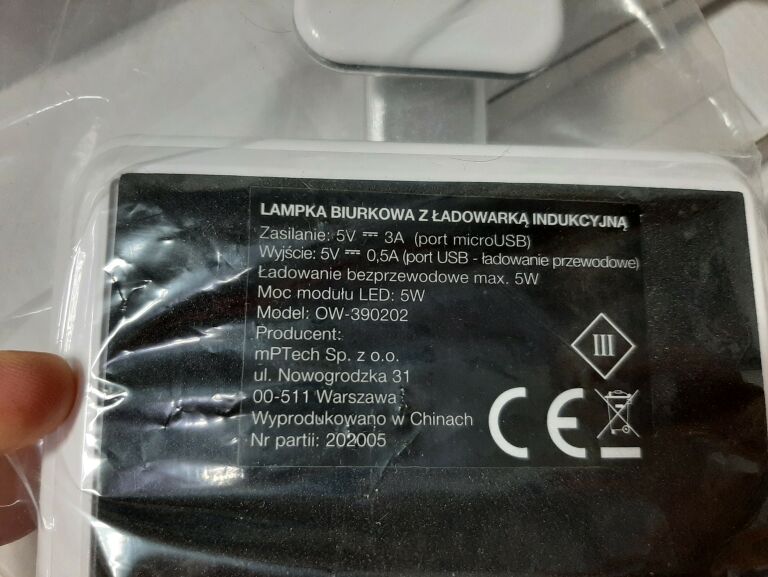 LAMPKA BIURKOWA Z ŁADOWARKĄ INDUKCYJNĄ
Zasilanie: 5V ⎓ 3A (port microUSB)
Wyjście: 5V ⎓ 0,5A (port USB - ładowanie przewodowe)
Ładowanie bezprzewodowe max. 5W
Moc modułu LED: 5W
Model: OW-390202
Producent:
mPTech Sp. z o.o.
ul. Nowogrodzka 31
00-511 Warszawa
Wyprodukowano w Chinach
Nr partii: 202005
III
CE